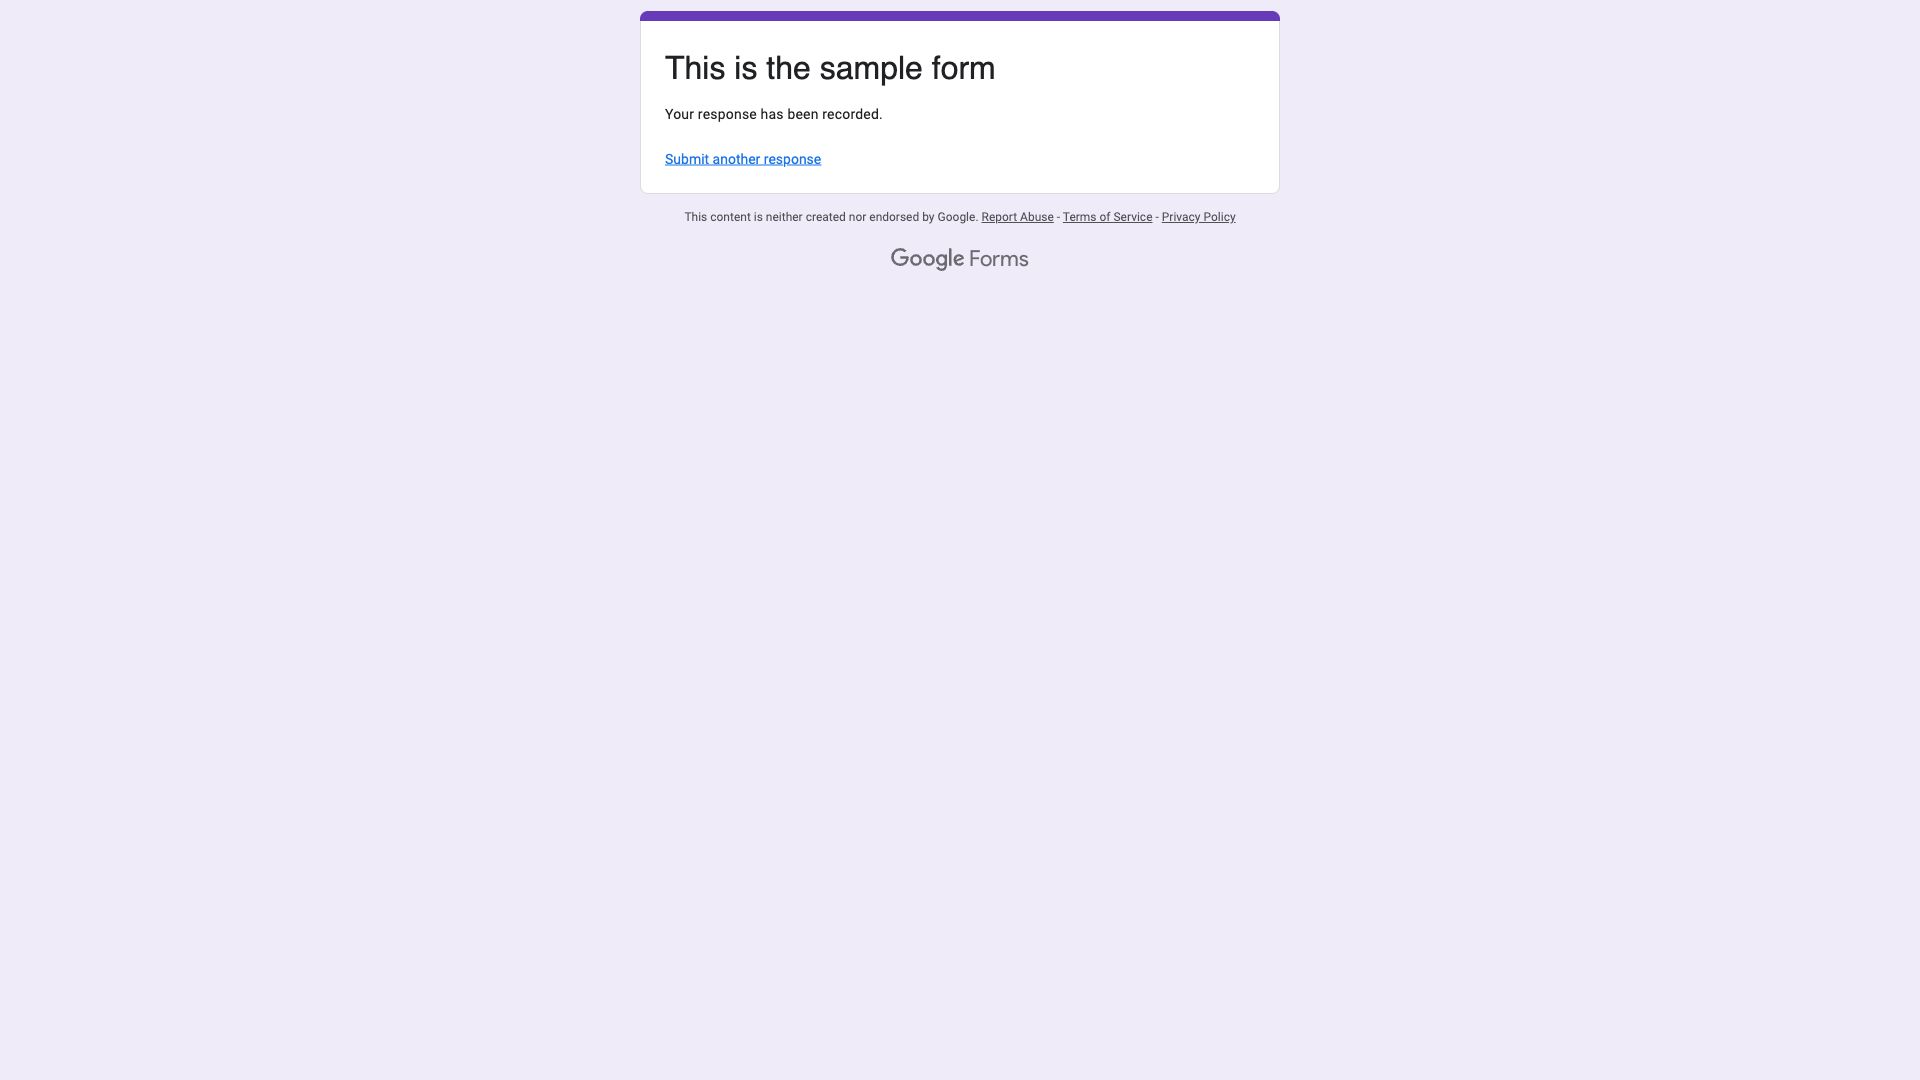 This is the sample form
Your response has been recorded.
Submit another response
This content is neither created nor endorsed by Google. Report Abuse - Terms of Service - Privacy Policy
Google Forms